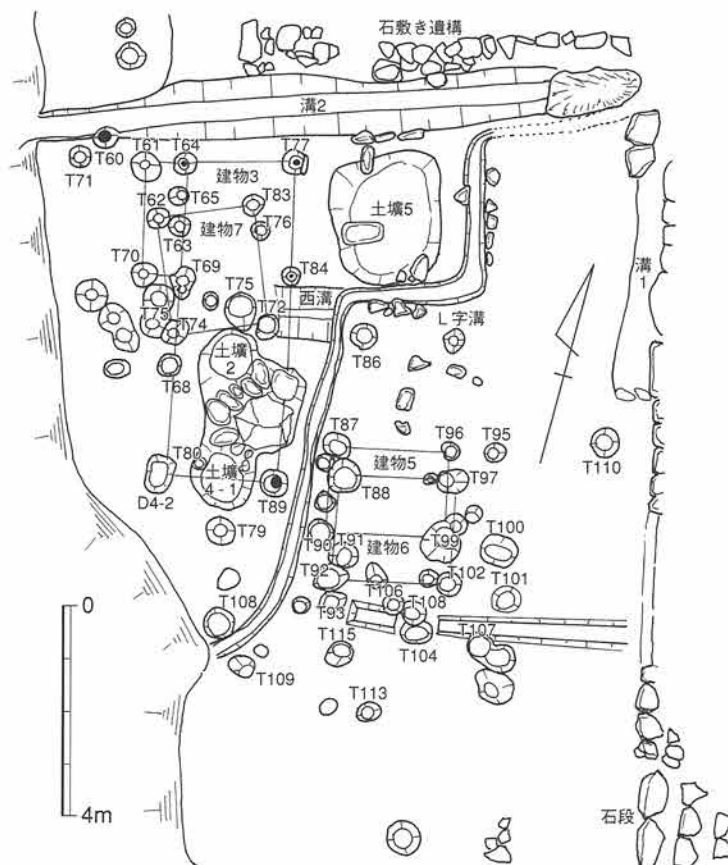 石敷き遺構
溝2
T60
T61
T64
T77
T71
建物3
T65
T83
T62
建物7
T76
土壙5
T63
T70
T69
T84
溝1
T75
西溝
T75
T72
T74
L字溝
T86
土壙
2
T68
T87
T96
T95
T110
T80
建物5
土壙
4-1
T88
T97
D4-2
T89
T79
T90
T91
建物6
T99
T100
T92
T102
T101
T106
T93
T108
T108
T115
T104
T107
T109
T113
0
4m
石段